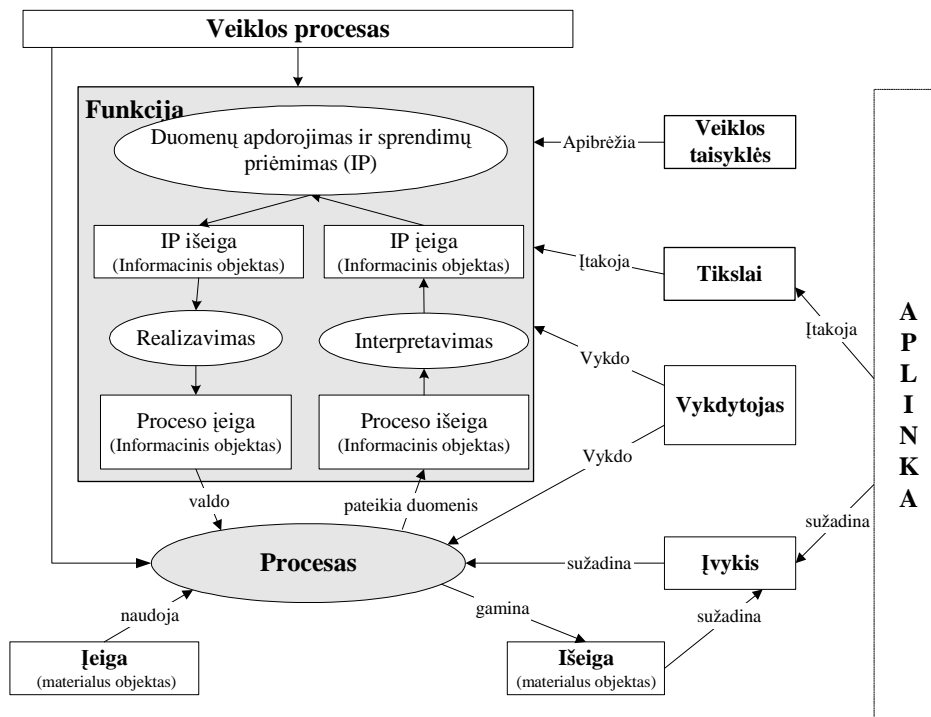 Veiklos procesas
Funkcija
Duomenų apdorojimas ir sprendimų
priėmimas (IP)
Apibrėžia
Veiklos
taisyklės
IP išeiga
(Informacinis objektas)
IP įeiga
(Informacinis objektas)
Įtakoja
Tikslai
Įtakoja
Realizavimas
Interpretavimas
Vykdo
Vykdytojas
Proceso įeiga
(Informacinis objektas)
Proceso išeiga
(Informacinis objektas)
Vykdo
A
P
L
I
N
K
A
valdo
pateikia duomenis
sužadina
Procesas
sužadina
Įvykis
naudoja
gamina
sužadina
Įeiga
(materialus objektas)
Išeiga
(materialus objektas)